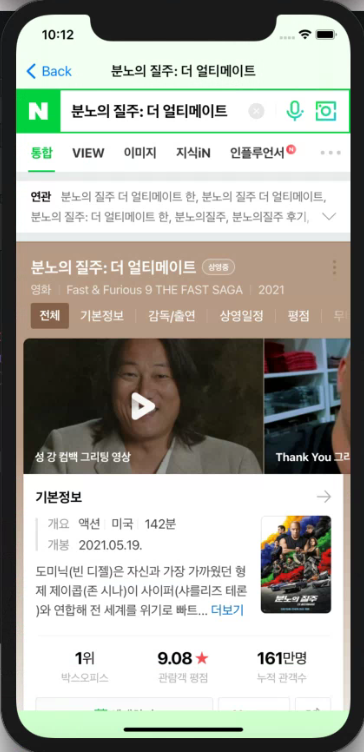 10:12
Back 분노의 질주: 더 얼티메이트
N 분노의 질주: 더 얼티메이트
통합 VIEW 이미지 지식iN 인플루언서 N
연관 분노의 질주 더 얼티메이트 한, 분노의 질주 더 얼티메이트,
분노의 질주: 더 얼티메이트 한, 분노의질주, 분노의질주 후기,
분노의 질주: 더 얼티메이트 상영중
영화 Fast & Furious 9 THE FAST SAGA 2021
전체 기본정보 감독/출연 상영일정 평점 무
성 강 컴백 그리팅 영상 Thank You 그리
기본정보
개요 액션 미국 142분
개봉 2021.05.19.
도미닉(빈 디젤)은 자신과 가장 가까웠던 형
제 제이콥(존 시나)이 사이퍼(샤를리즈 테론
)와 연합해 전 세계를 위기로 빠트... 더보기
분노의 질주
1위 9.08 161만명
박스오피스 관람객 평점 누적 관객수